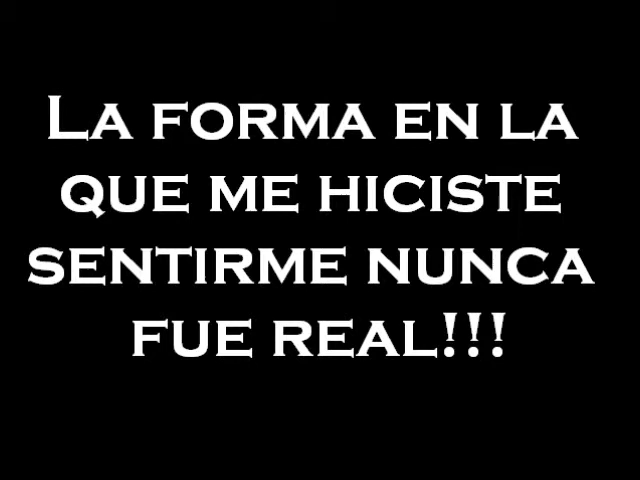 La forma en la
que me hiciste
sentirme nunca
fue real!!!